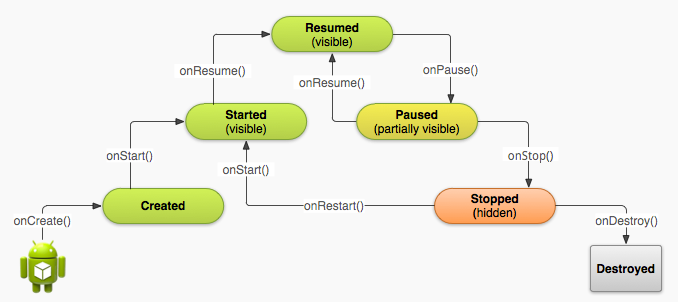 Resumed
(visible)
onResume()
onResume()
onPause()
Started
(visible)
Paused
(partially visible)
onStart()
onStart()
onStop()
Created
onRestart()
Stopped
(hidden)
onCreate()
onDestroy()
Destroyed